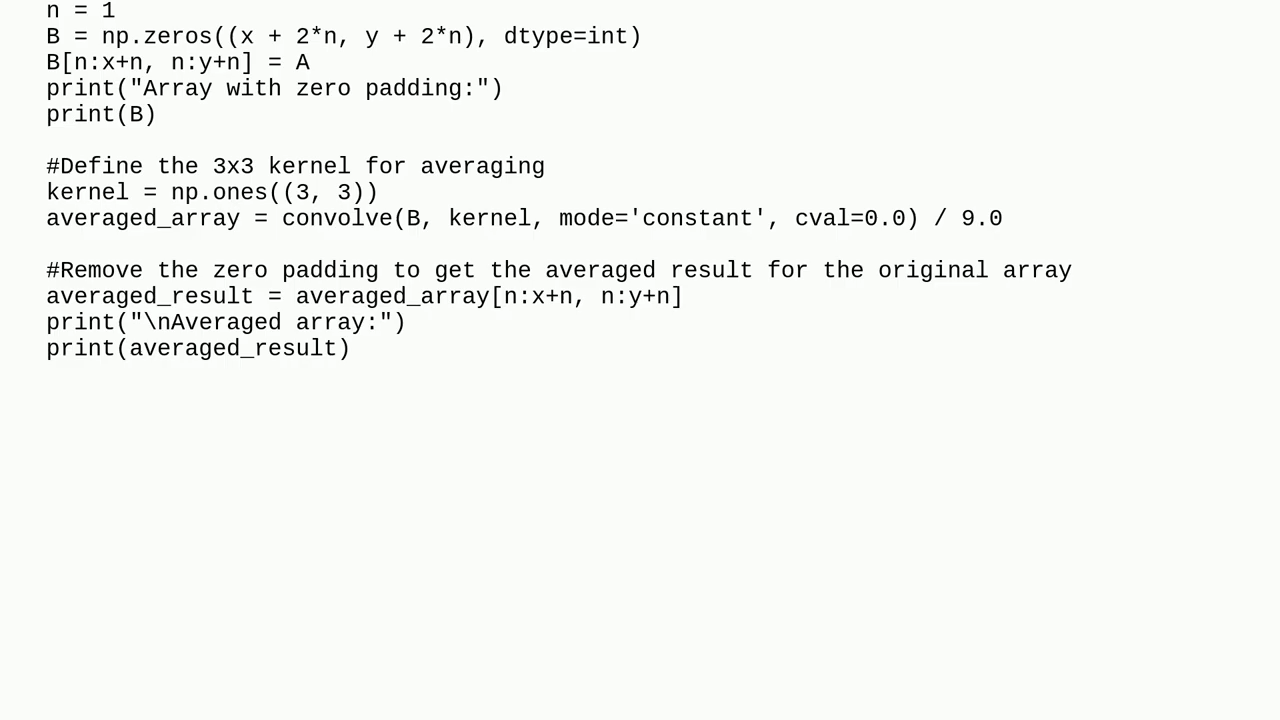 n = 1
B = np.zeros((x + 2*n, y + 2*n), dtype=int)
B[n:x+n, n:y+n] = A
print("Array with zero padding:")
print(B)
#Define the 3x3 kernel for averaging
kernel = np.ones((3, 3))
averaged_array = convolve(B, kernel, mode='constant', cval=0.0) / 9.0
#Remove the zero padding to get the averaged result for the original array
averaged_result = averaged_array[n:x+n, n:y+n]
print("\nAveraged array:")
print(averaged_result)